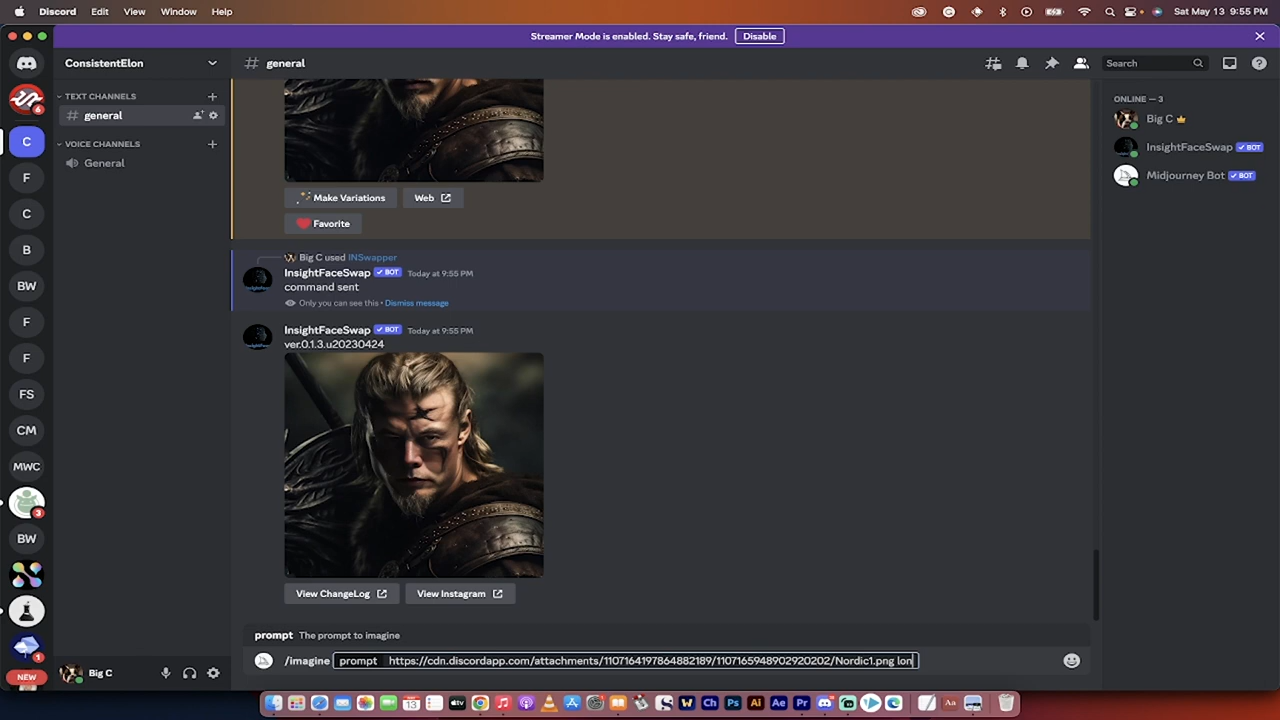 Discord Edit View Window Help
Sat May 13 9:55 PM
Streamer Mode is enabled. Stay safe, friend. Disable
ConsistentElon
# general
Search
TEXT CHANNELS
# general
VOICE CHANNELS
General
6
C
F
C
B
BW
F
F
FS
CM
MWC
3
BW
1
NEW
Make Variations
Web
Favorite
Big C used INSwapper
InsightFaceSwap BOT Today at 9:55 PM
command sent
Only you can see this • Dismiss message
InsightFaceSwap BOT Today at 9:55 PM
ver.0.1.3.u20230424
View ChangeLog
View Instagram
prompt The prompt to imagine
/imagine prompt https://cdn.discordapp.com/attachments/1107164197864882189/1107165948902920202/Nordic1.png lon
Big C
ONLINE — 3
Big C
InsightFaceSwap BOT
Midjourney Bot BOT